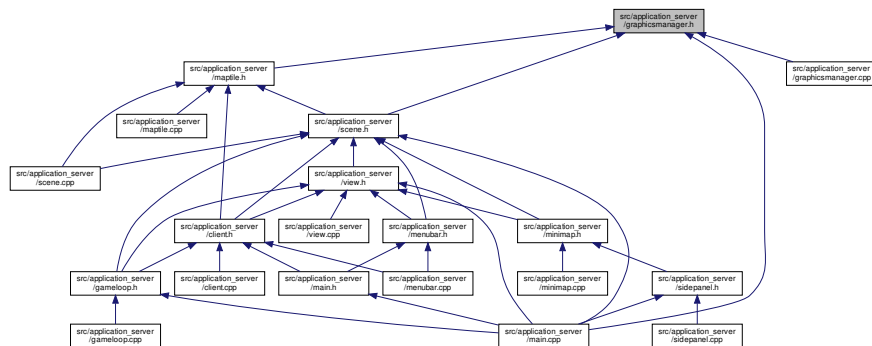 src/application_server
/graphicsmanager.h
src/application_server
/maptile.h
src/application_server
/graphicsmanager.cpp
src/application_server
/maptile.cpp
src/application_server
/scene.h
src/application_server
/scene.cpp
src/application_server
/view.h
src/application_server
/client.h
src/application_server
/view.cpp
src/application_server
/menubar.h
src/application_server
/minimap.h
src/application_server
/gameloop.h
src/application_server
/client.cpp
src/application_server
/main.h
src/application_server
/menubar.cpp
src/application_server
/minimap.cpp
src/application_server
/sidepanel.h
src/application_server
/gameloop.cpp
src/application_server
/main.cpp
src/application_server
/sidepanel.cpp